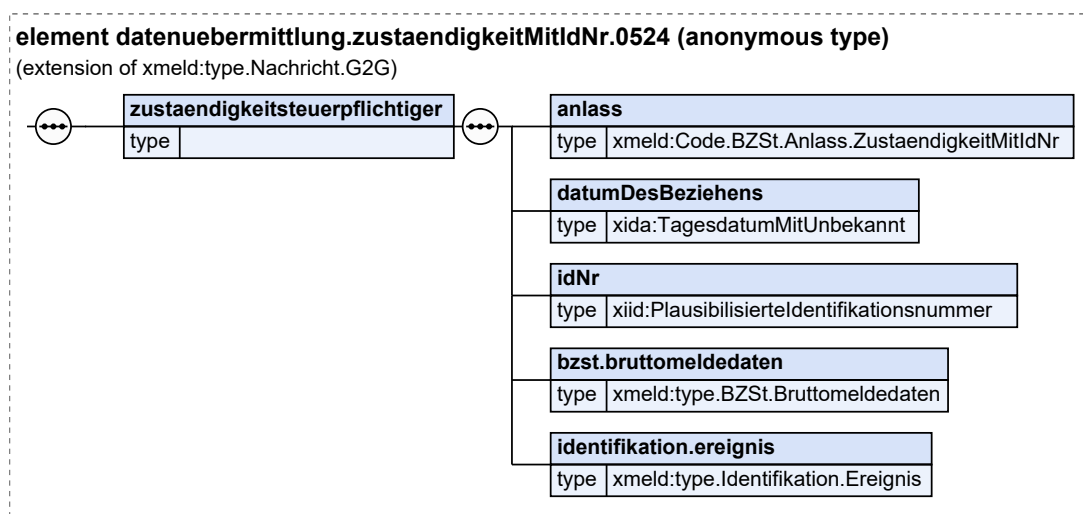 element datenuebermittlung.zustaendigkeitMitIdNr.0524 (anonymous type)
(extension of xmeld:type.Nachricht.G2G)
zustaendigkeitsteuerpflichtiger
type
anlass
type xmeld:Code.BZSt.Anlass.ZustaendigkeitMitIdNr
datumDesBeziehens
type xida:TagesdatumMitUnbekannt
idNr
type xiid:PlausibilisierteIdentifikationsnummer
bzst.bruttomeldedaten
type xmeld:type.BZSt.Bruttomeldedaten
identifikation.ereignis
type xmeld:type.Identifikation.Ereignis